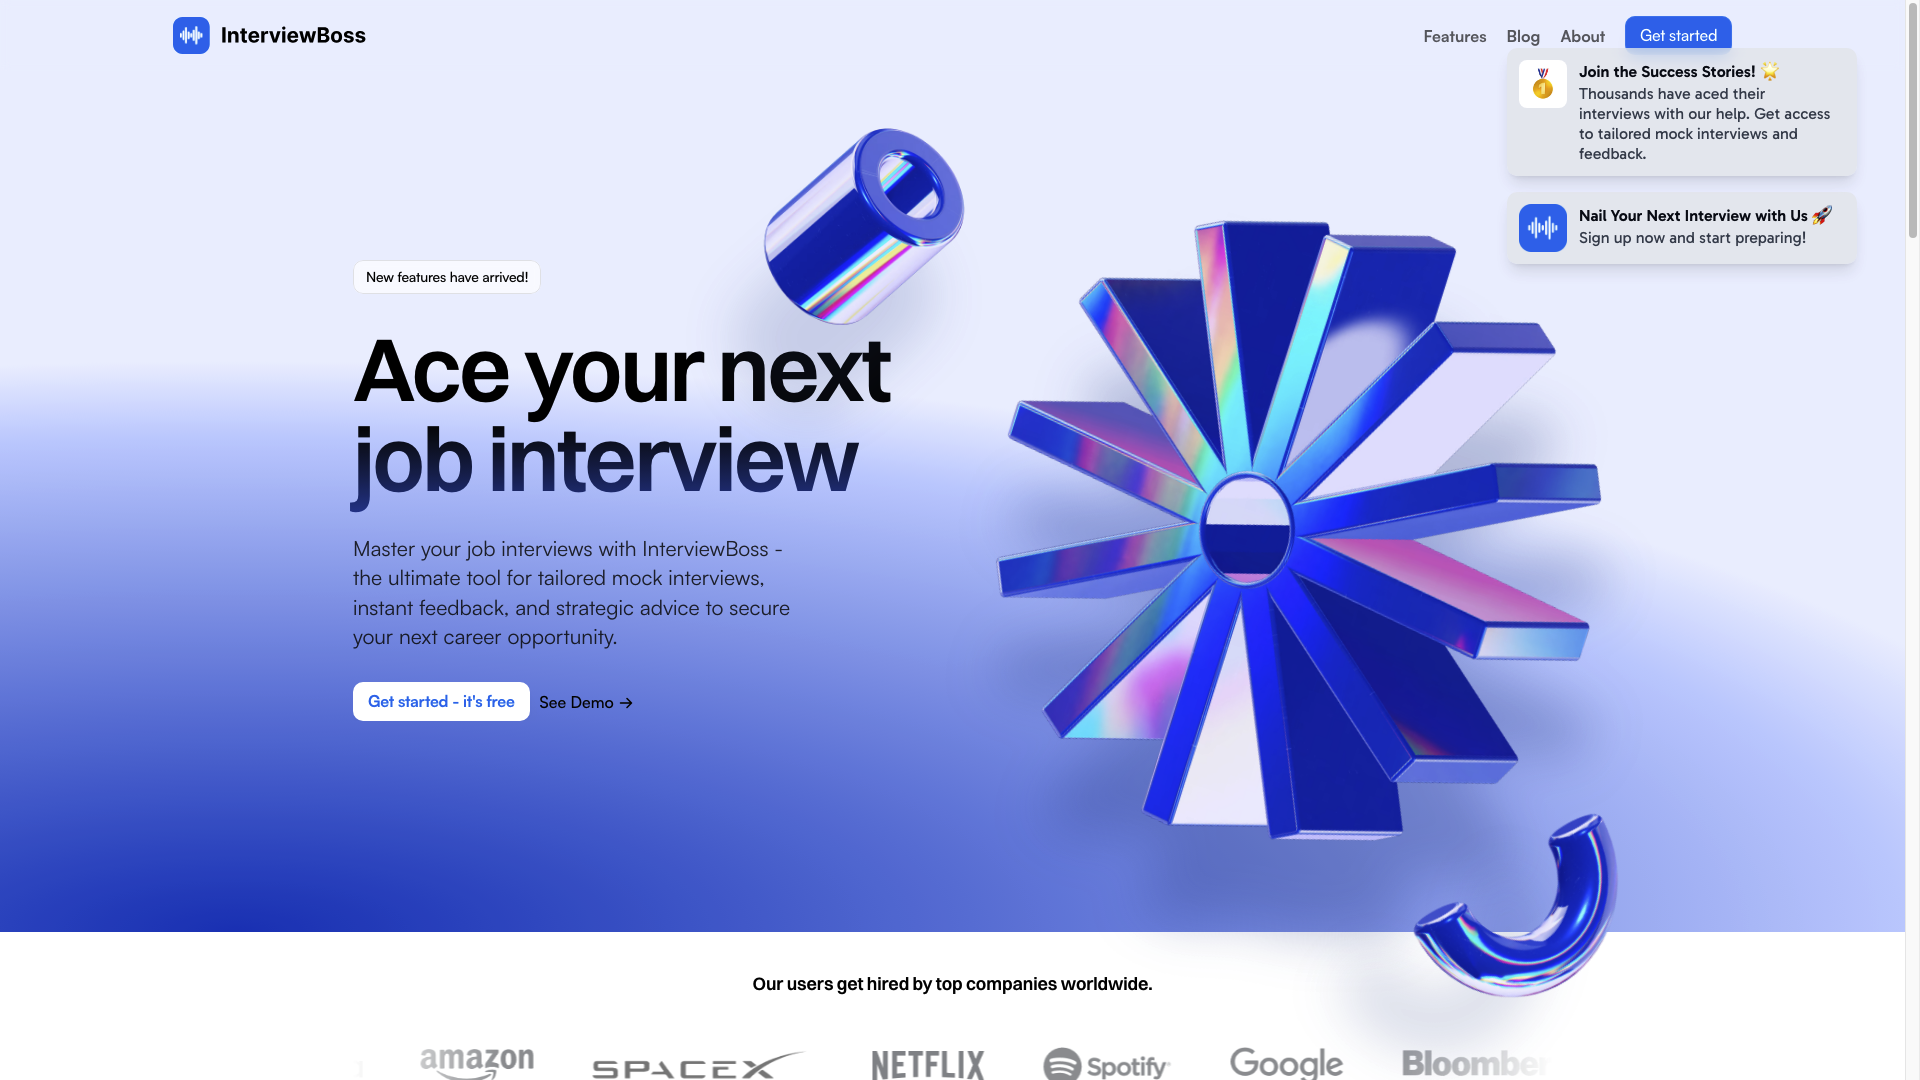 InterviewBoss
Features
Blog
About
Get started
Join the Success Stories! 🌟
Thousands have aced their
interviews with our help. Get access
to tailored mock interviews and
feedback.
Nail Your Next Interview with Us 🚀
Sign up now and start preparing!
New features have arrived!
Ace your next
job interview
Master your job interviews with InterviewBoss -
the ultimate tool for tailored mock interviews,
instant feedback, and strategic advice to secure
your next career opportunity.
Get started - it's free
See Demo →
Our users get hired by top companies worldwide.
amazon
SPACEX
NETFLIX
Spotify
Google